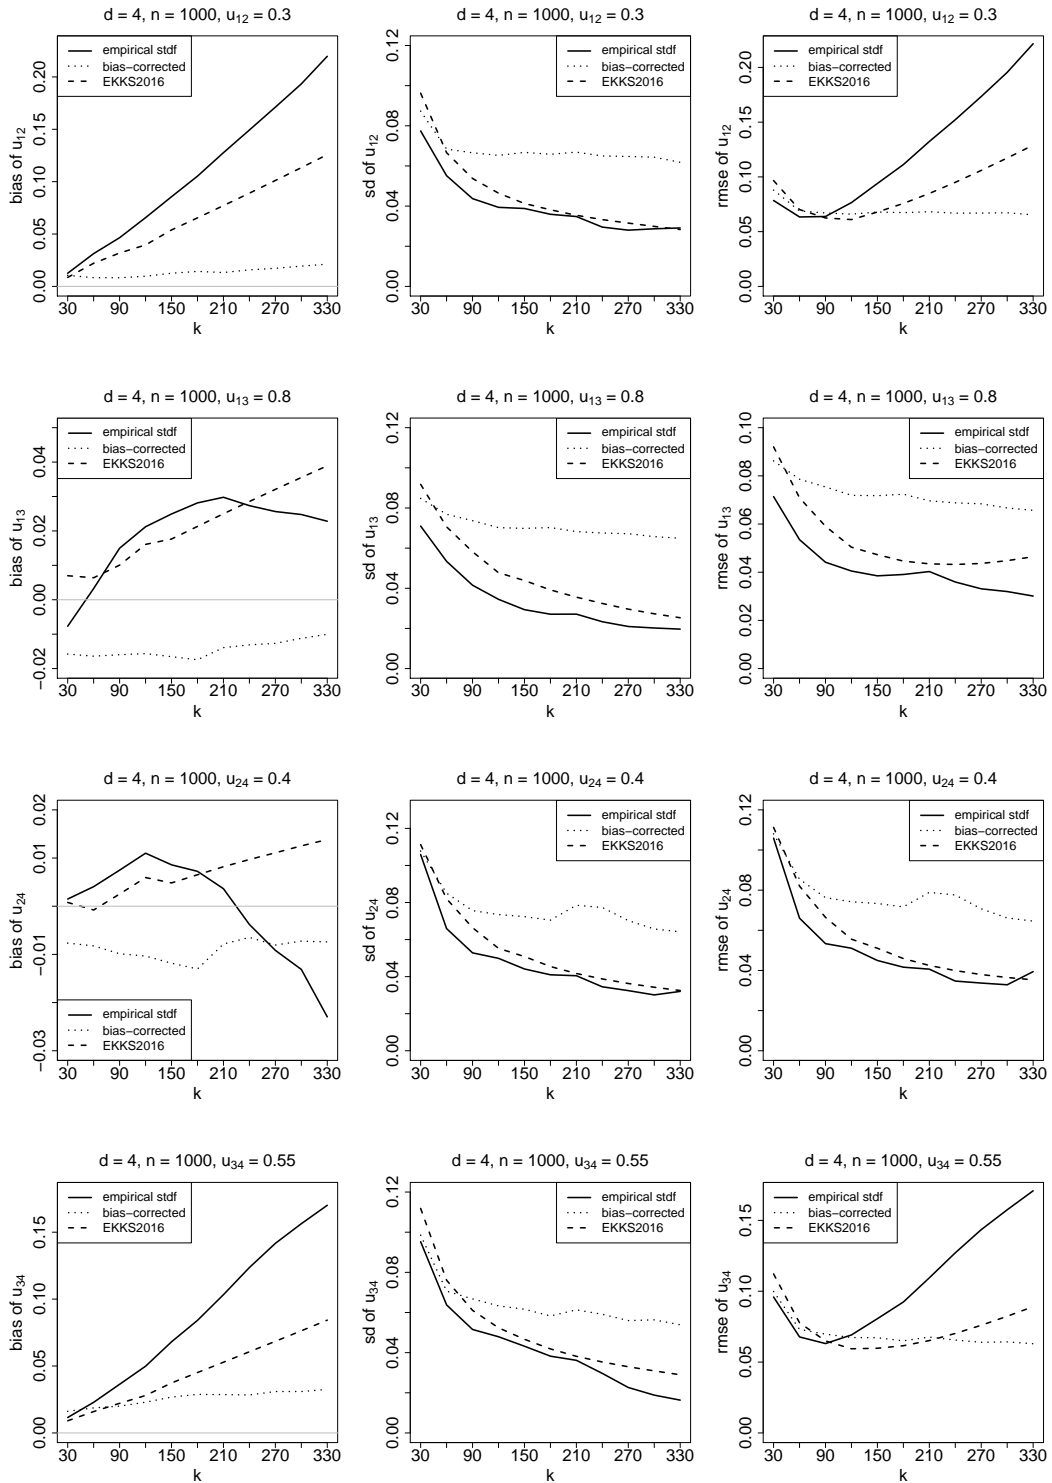 d = 4, n = 1000, u12 = 0.3
bias of u12
0.00 0.05 0.10 0.15 0.20
empirical stdf
bias−corrected
EKKS2016
30 90 150 210 270 330
k
d = 4, n = 1000, u12 = 0.3
sd of u12
0.00 0.04 0.08 0.12
empirical stdf
bias−corrected
EKKS2016
30 90 150 210 270 330
k
d = 4, n = 1000, u12 = 0.3
rmse of u12
0.00 0.05 0.10 0.15 0.20
empirical stdf
bias−corrected
EKKS2016
30 90 150 210 270 330
k
d = 4, n = 1000, u13 = 0.8
bias of u13
−0.02 0.00 0.02 0.04
empirical stdf
bias−corrected
EKKS2016
30 90 150 210 270 330
k
d = 4, n = 1000, u13 = 0.8
sd of u13
0.00 0.04 0.08 0.12
empirical stdf
bias−corrected
EKKS2016
30 90 150 210 270 330
k
d = 4, n = 1000, u13 = 0.8
rmse of u13
0.00 0.02 0.04 0.06 0.08 0.10
empirical stdf
bias−corrected
EKKS2016
30 90 150 210 270 330
k
d = 4, n = 1000, u24 = 0.4
bias of u24
−0.03 −0.01 0.01 0.02
empirical stdf
bias−corrected
EKKS2016
30 90 150 210 270 330
k
d = 4, n = 1000, u24 = 0.4
sd of u24
0.00 0.04 0.08 0.12
empirical stdf
bias−corrected
EKKS2016
30 90 150 210 270 330
k
d = 4, n = 1000, u24 = 0.4
rmse of u24
0.00 0.04 0.08 0.12
empirical stdf
bias−corrected
EKKS2016
30 90 150 210 270 330
k
d = 4, n = 1000, u34 = 0.55
bias of u34
0.00 0.05 0.10 0.15
empirical stdf
bias−corrected
EKKS2016
30 90 150 210 270 330
k
d = 4, n = 1000, u34 = 0.55
sd of u34
0.00 0.04 0.08 0.12
empirical stdf
bias−corrected
EKKS2016
30 90 150 210 270 330
k
d = 4, n = 1000, u34 = 0.55
rmse of u34
0.00 0.05 0.10 0.15
empirical stdf
bias−corrected
EKKS2016
30 90 150 210 270 330
k